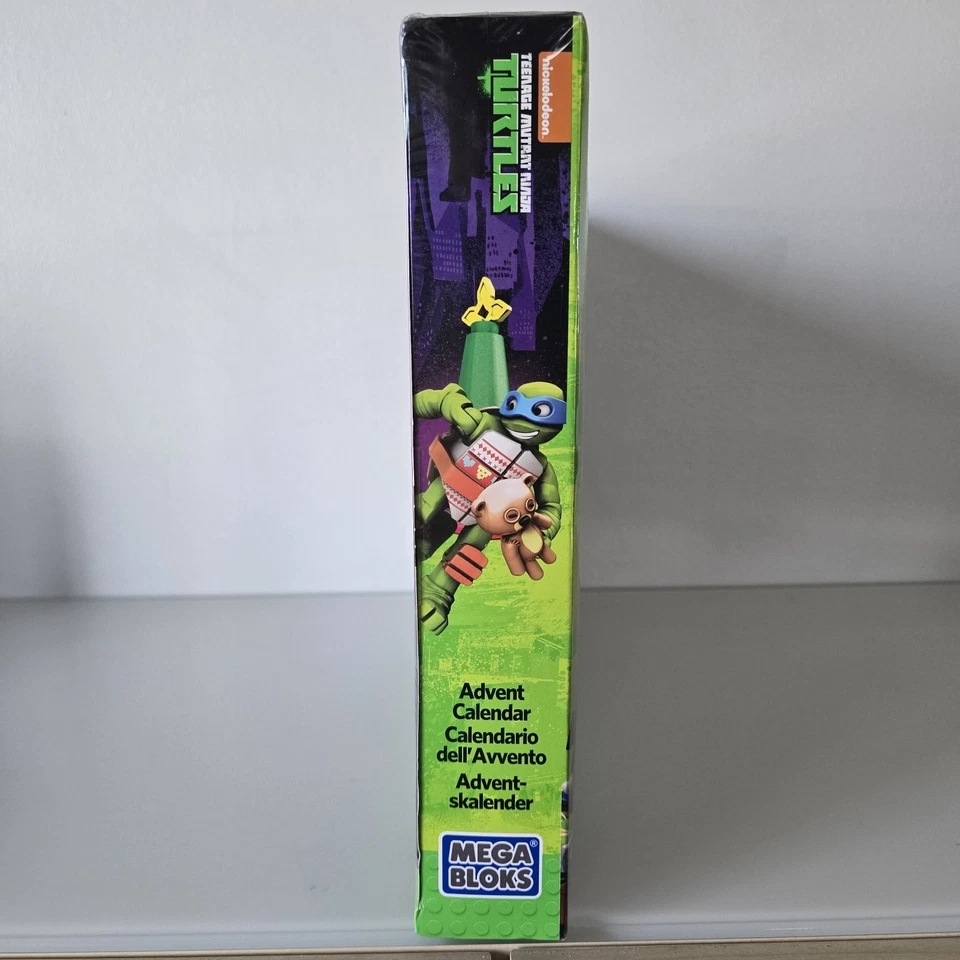 nickelodeon
TEENAGE MUTANT NINJA
TURTLES
Advent
Calendar
Calendario
dell'Avvento
Advent-
skalender
MEGA®
BLOKS